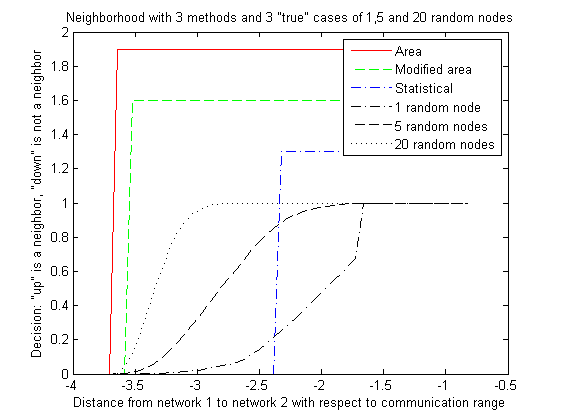 Neighborhood with 3 methods and 3 "true" cases of 1,5 and 20 random nodes
Decision: "up" is a neighbor, "down" is not a neighbor
2
1.8
1.6
1.4
1.2
1
0.8
0.6
0.4
0.2
0
Area
Modified area
Statistical
1 random node
5 random nodes
20 random nodes
-4
-3.5
-3
-2.5
-2
-1.5
-1
-0.5
Distance from network 1 to network 2 with respect to communication range